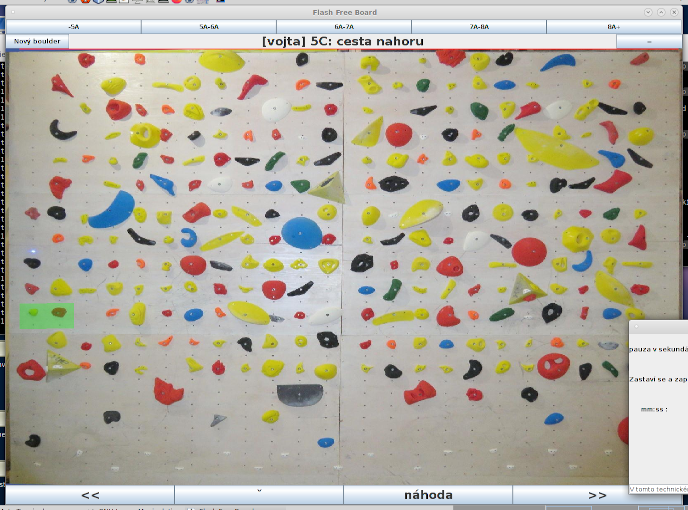 Flash Free Board
-5A
5A-6A
6A-7A
7A-8A
8A+
Nový boulder
[vojta] 5C: cesta nahoru
pauza v sekundá
Zastaví se a zap
mm:ss :
V tomto technické
<<
náhoda
>>